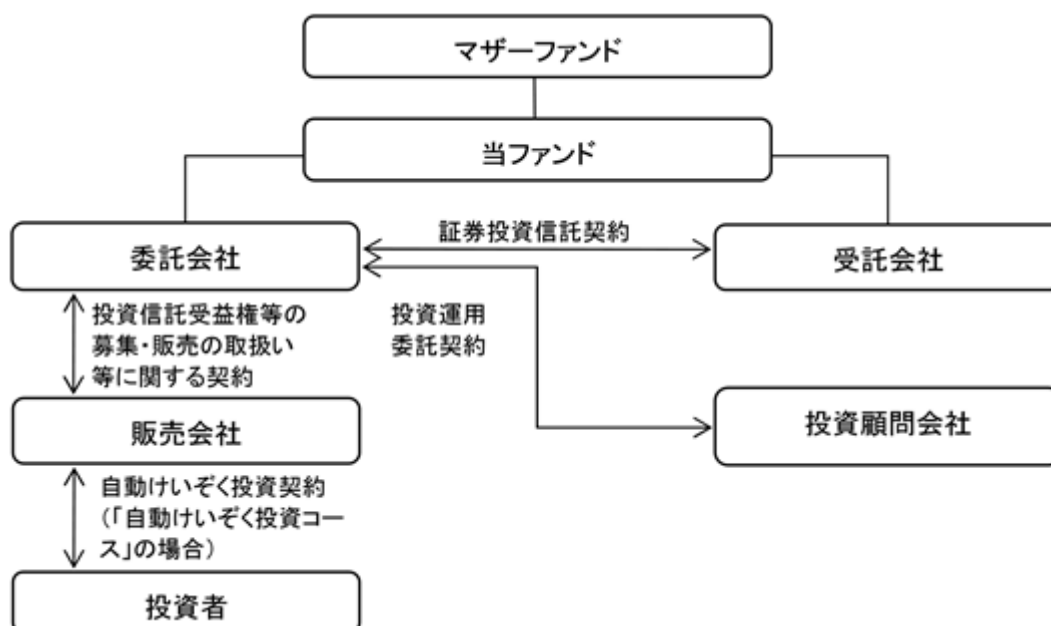 マザーファンド
当ファンド
証券投資信託契約
委託会社
受託会社
投資信託受益権等の
募集・販売の取扱い
等に関する契約
投資運用
委託契約
販売会社
投資顧問会社
自動けいぞく投資契約
(「自動けいぞく投資コー
ス」の場合)
投資者